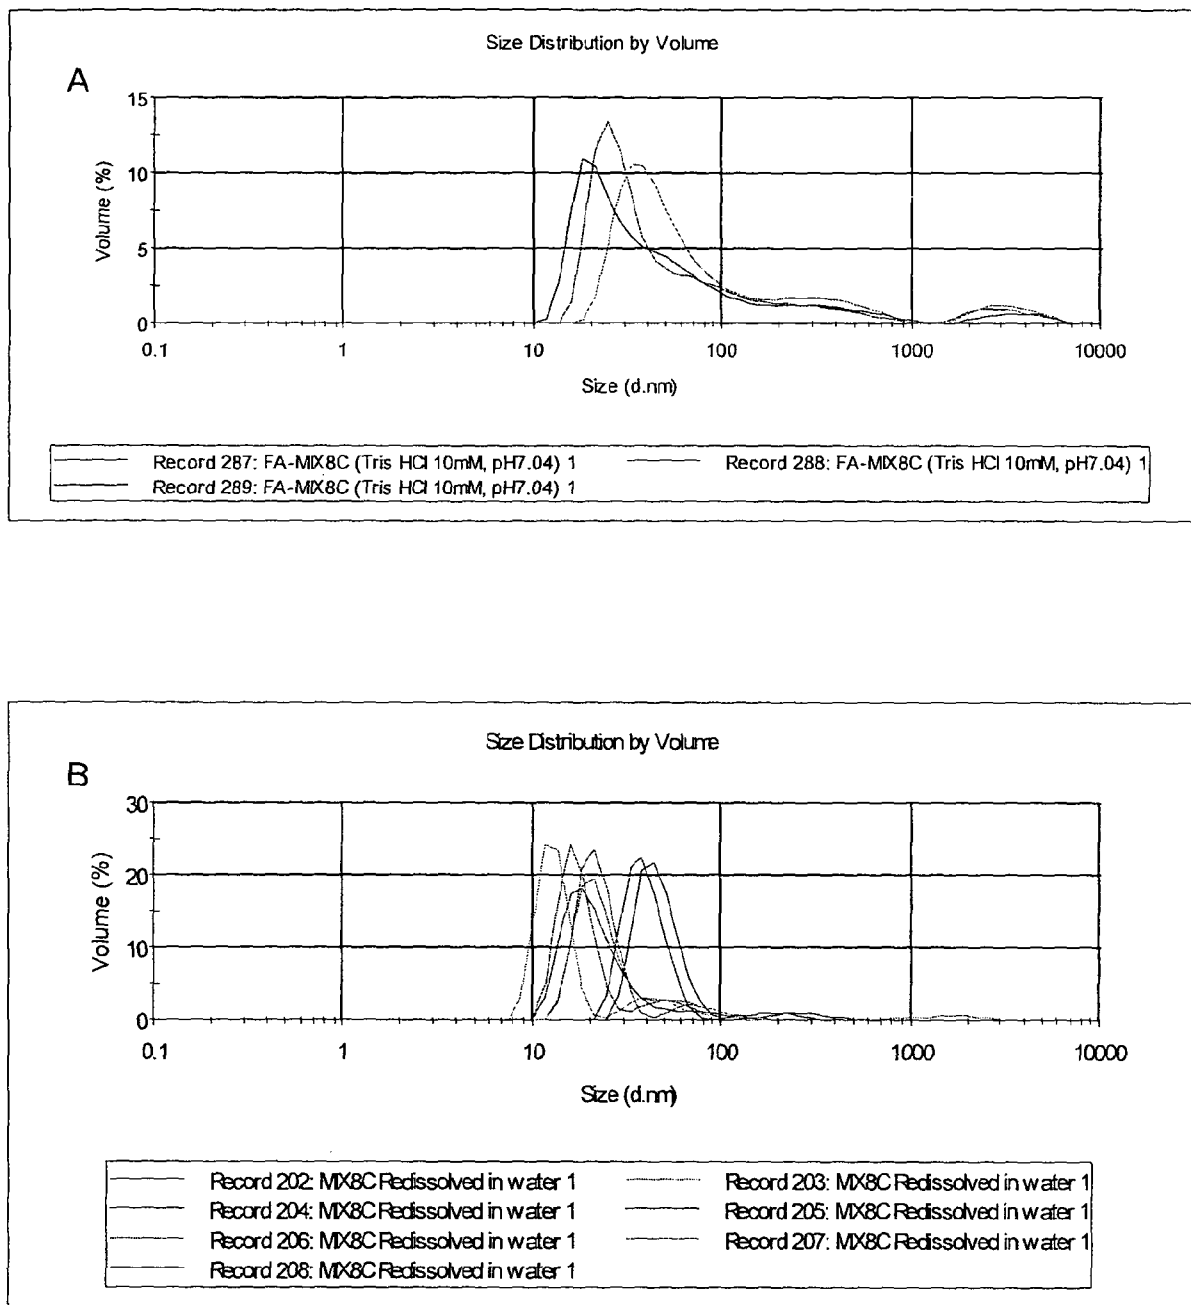 Size Distribution by Volume
A
15
10
5
0
Volume (%)
0.1 1 10 100 1000 10000
Size (d.nm)
Record 287: FA-MIX8C (Tris HCl 10mM, pH7.04) 1 Record 288: FA-MIX8C (Tris HCl 10mM, pH7.04) 1
Record 289: FA-MIX8C (Tris HCl 10mM, pH7.04) 1
Size Distribution by Volume
B
30
20
10
0
Volume (%)
0.1 1 10 100 1000 10000
Size (d.nm)
Record 202: MIX8C Redissolved in water 1 Record 203: MIX8C Redissolved in water 1
Record 204: MIX8C Redissolved in water 1 Record 205: MIX8C Redissolved in water 1
Record 206: MIX8C Redissolved in water 1 Record 207: MIX8C Redissolved in water 1
Record 208: MIX8C Redissolved in water 1